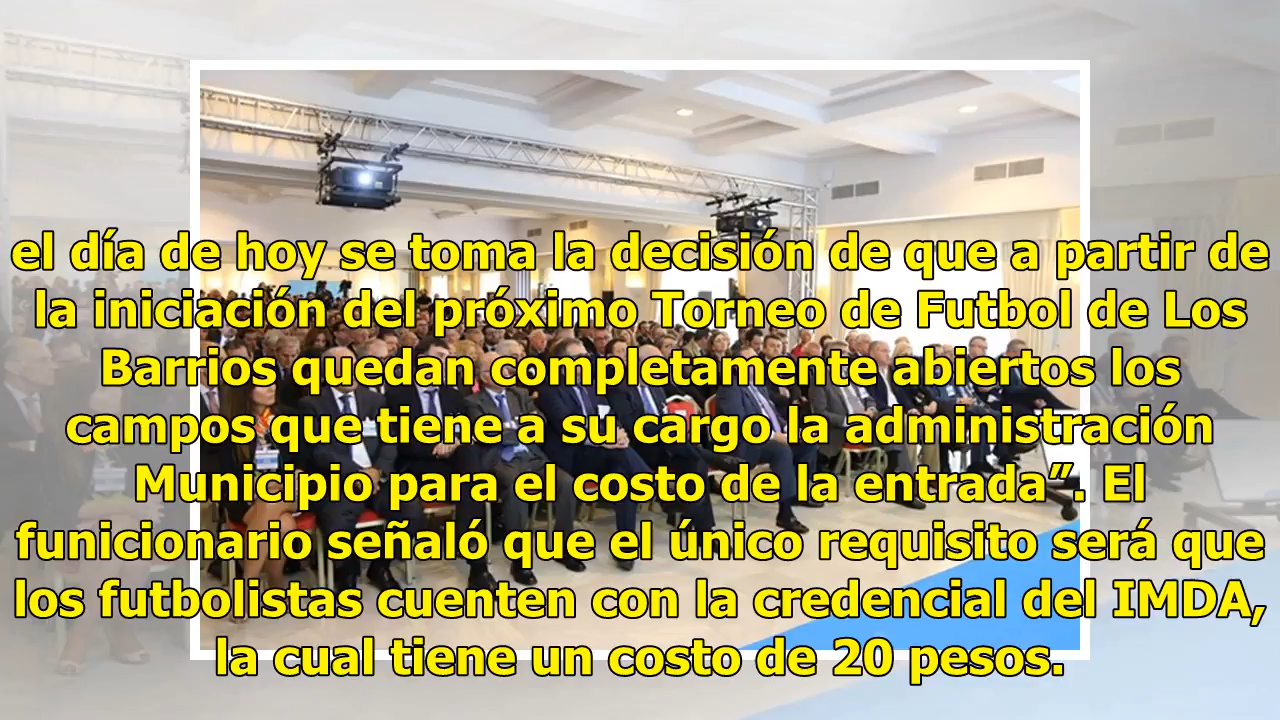 el día de hoy se toma la decisión de que a partir de
la iniciación del próximo Torneo de Futbol de Los
Barrios quedan completamente abiertos los
campos que tiene a su cargo la administración
Municipio para el costo de la entrada”. El
funicionario señaló que el único requisito será que
los futbolistas cuenten con la credencial del IMDA,
la cual tiene un costo de 20 pesos.